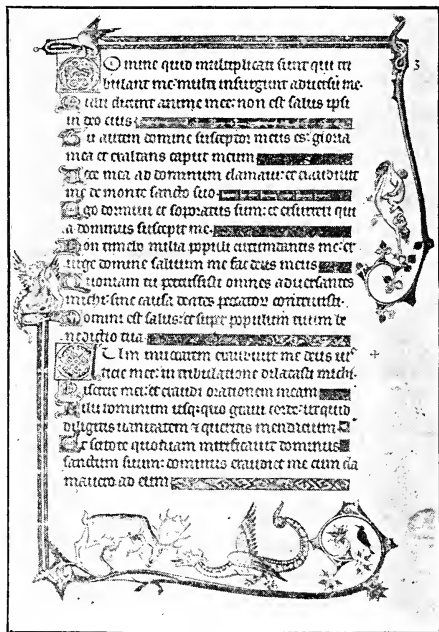 Domine quid multiplicati sunt qui tri
bulant me: multi insurgunt adversū me.
Multi dicunt anime mee: non est salus ipsi
in deo eius.
Tu autem domine susceptor meus es: gloria
mea et exaltans caput meum
Voce mea ad dominum clamavi: et exaudivit
me de monte sancto suo.
Ego dormivi et soporatus sum: et exsurrexi qui
a dominus suscepit me.
Non timebo milia populi circumdantis me: ex
urge domine salvum me fac deus meus
Quoniam tu percussisti omnes adversantes
michi: sine causa dentes peccatorum contrivisti.
Domini est salus: et super populum tuum be
nedictio tua.
Cum invocarem exaudivit me deus iust
ticie mee: in tribulatione dilatasti michi.
Miserere mei: et exaudi orationem meam
Filii hominum usq; quo gravi corde: ut quid
diligitis vanitatem ⁊ queritis mendacium
Et scitote quoniam mirificavit dominus
sanctum suum: dominus exaudiet me cum cla
mavero ad eum
3